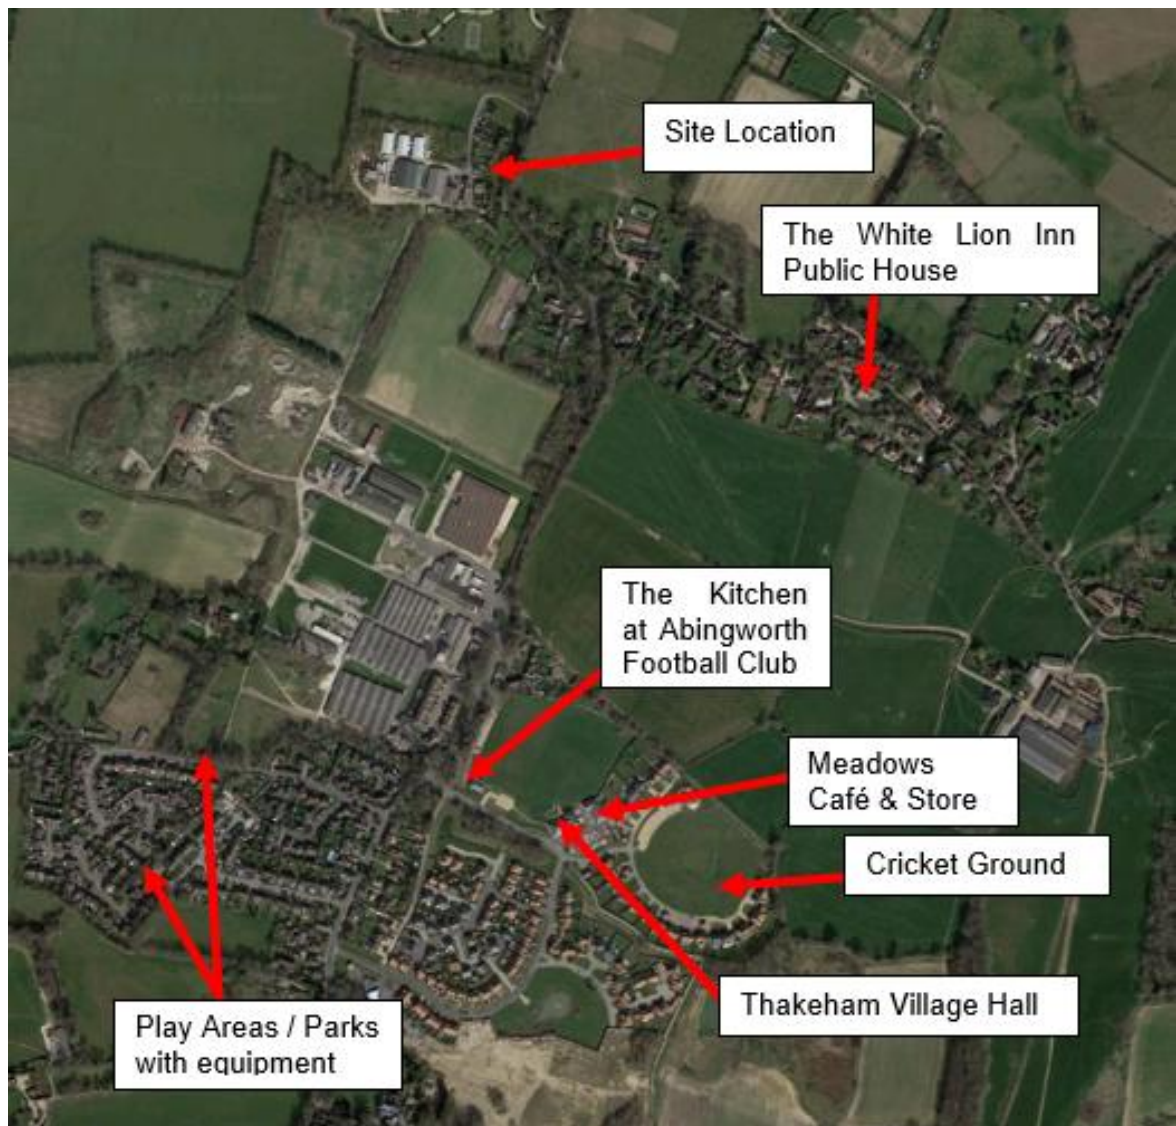 Site Location
The White Lion Inn
Public House
The Kitchen
at Abingworth
Football Club
Meadows
Café & Store
Cricket Ground
Thakeham Village Hall
Play Areas / Parks
with equipment